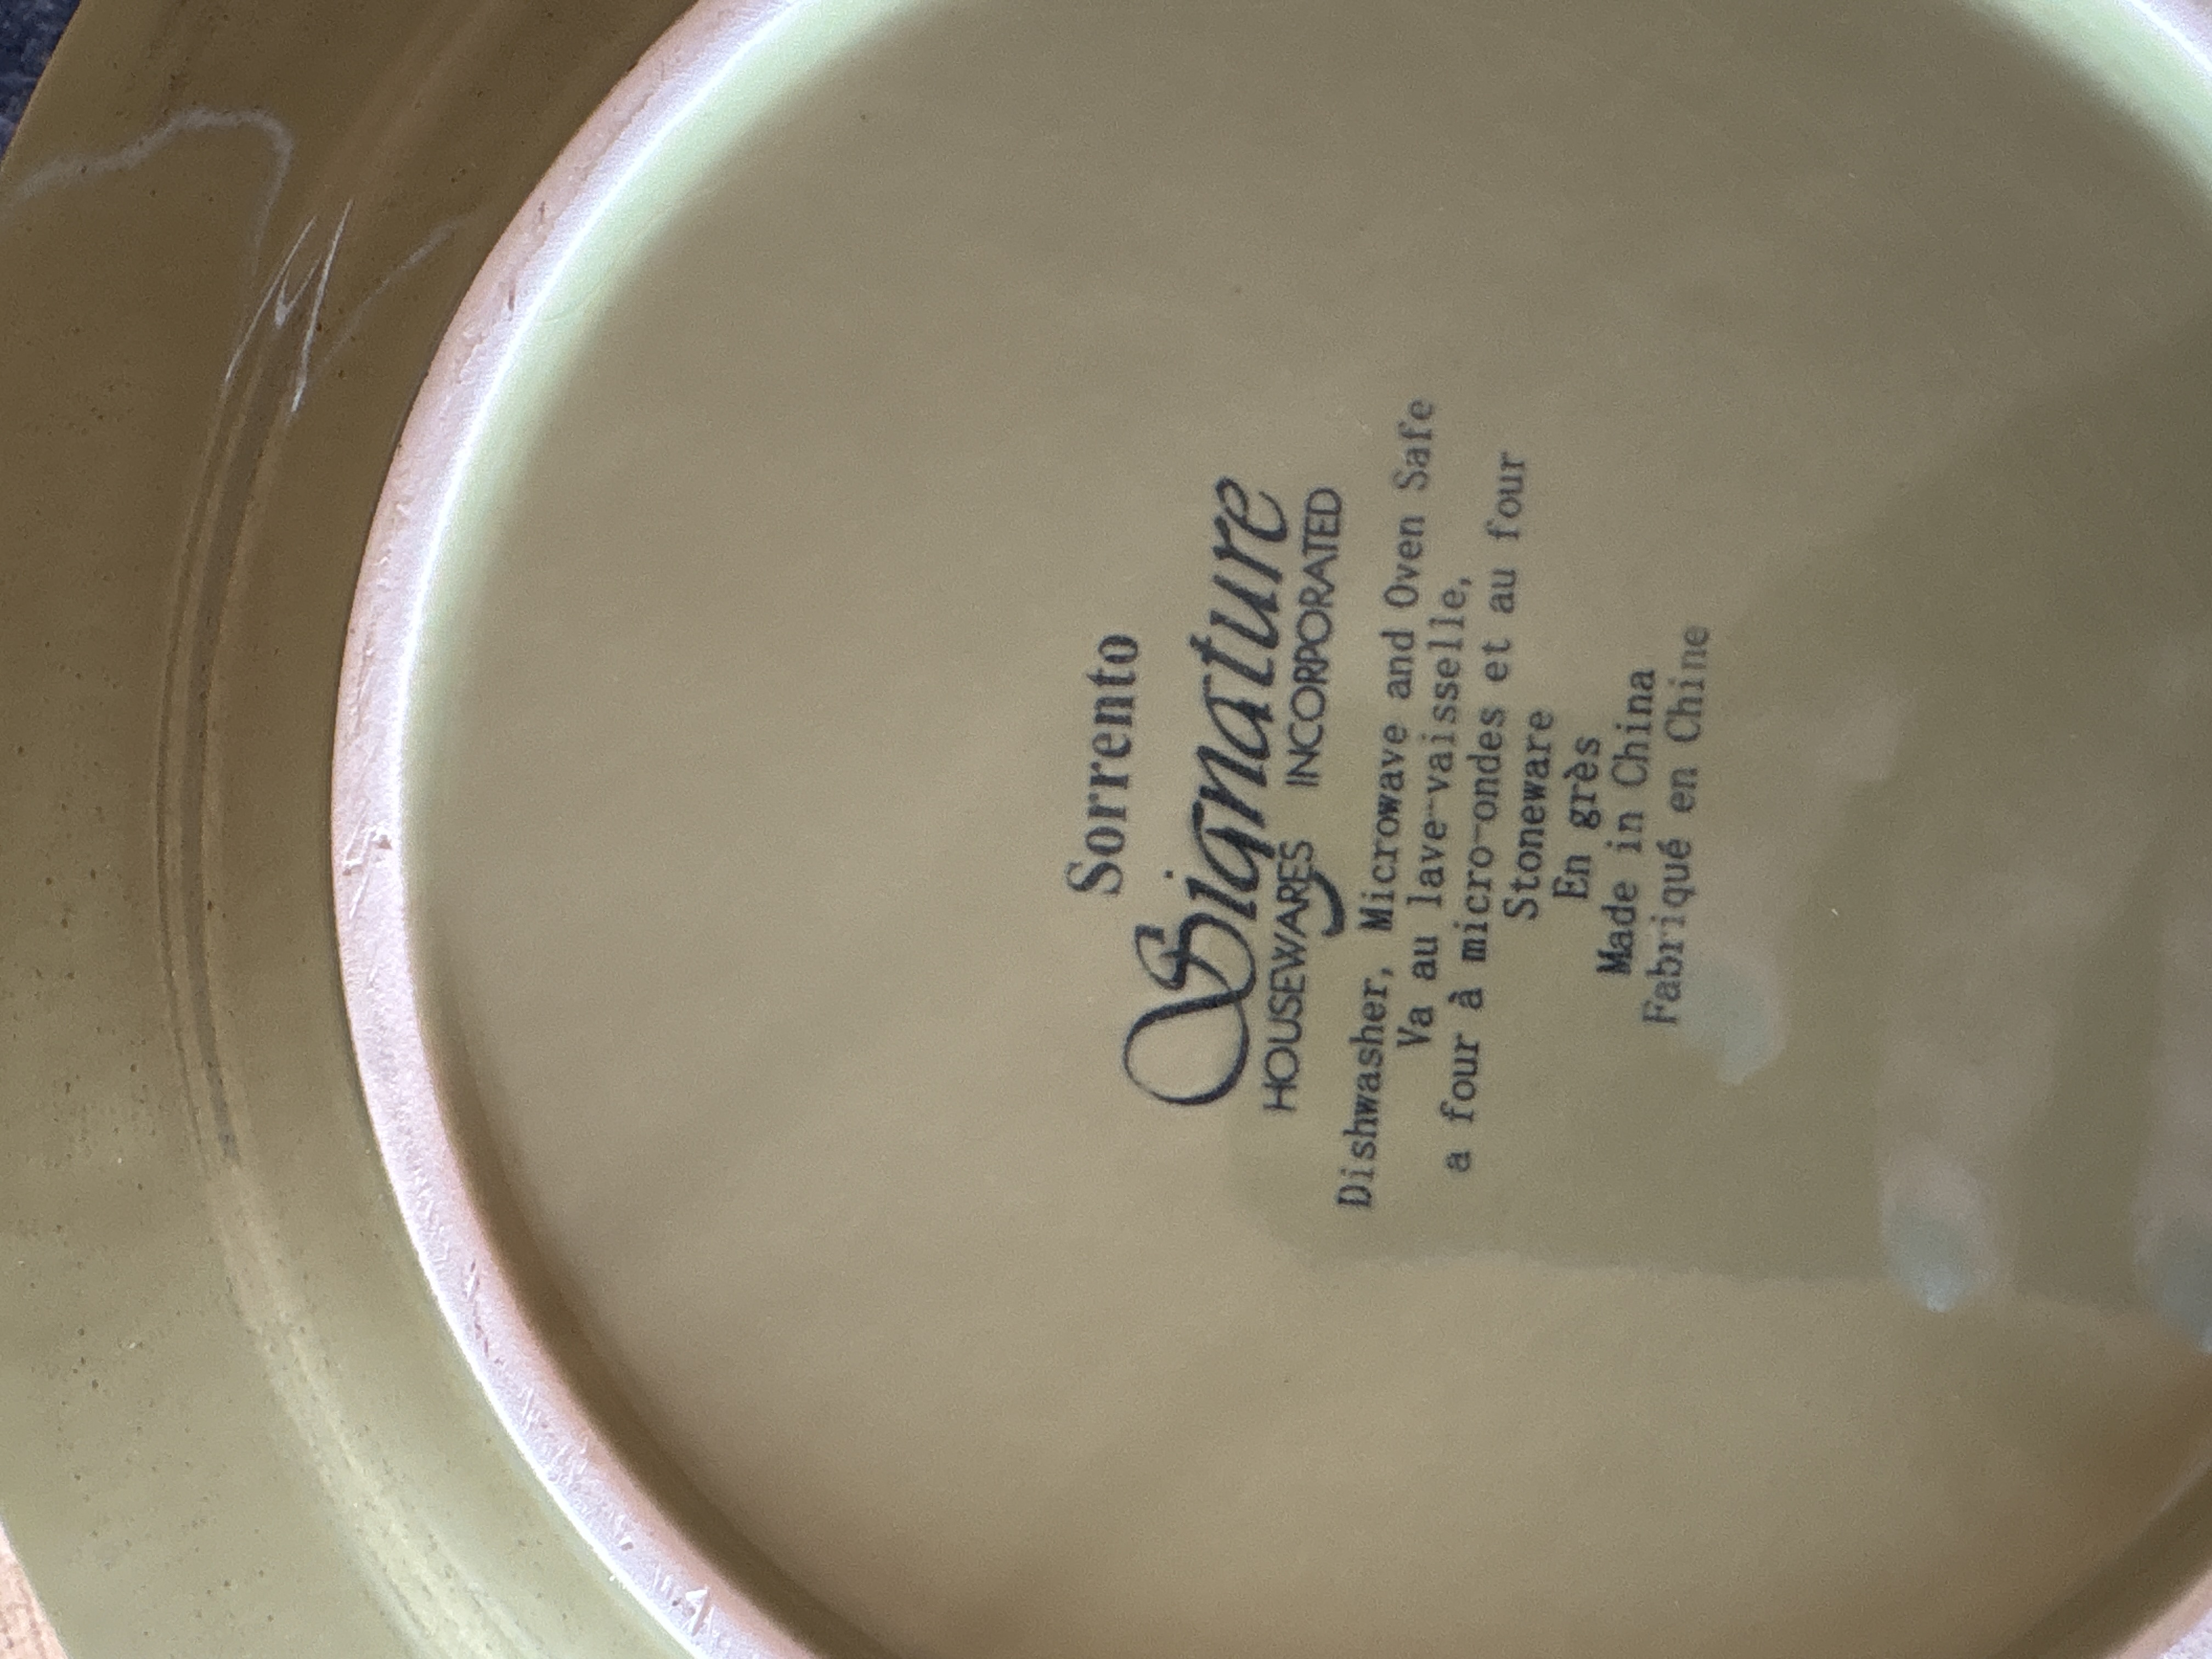 Sorrento
Signature
HOUSEWARES INCORPORATED
Dishwasher, Microwave and Oven Safe
Va au lave-vaisselle,
a four à micro-ondes et au four
Stoneware
En grès
Made in China
Fabriqué en Chine